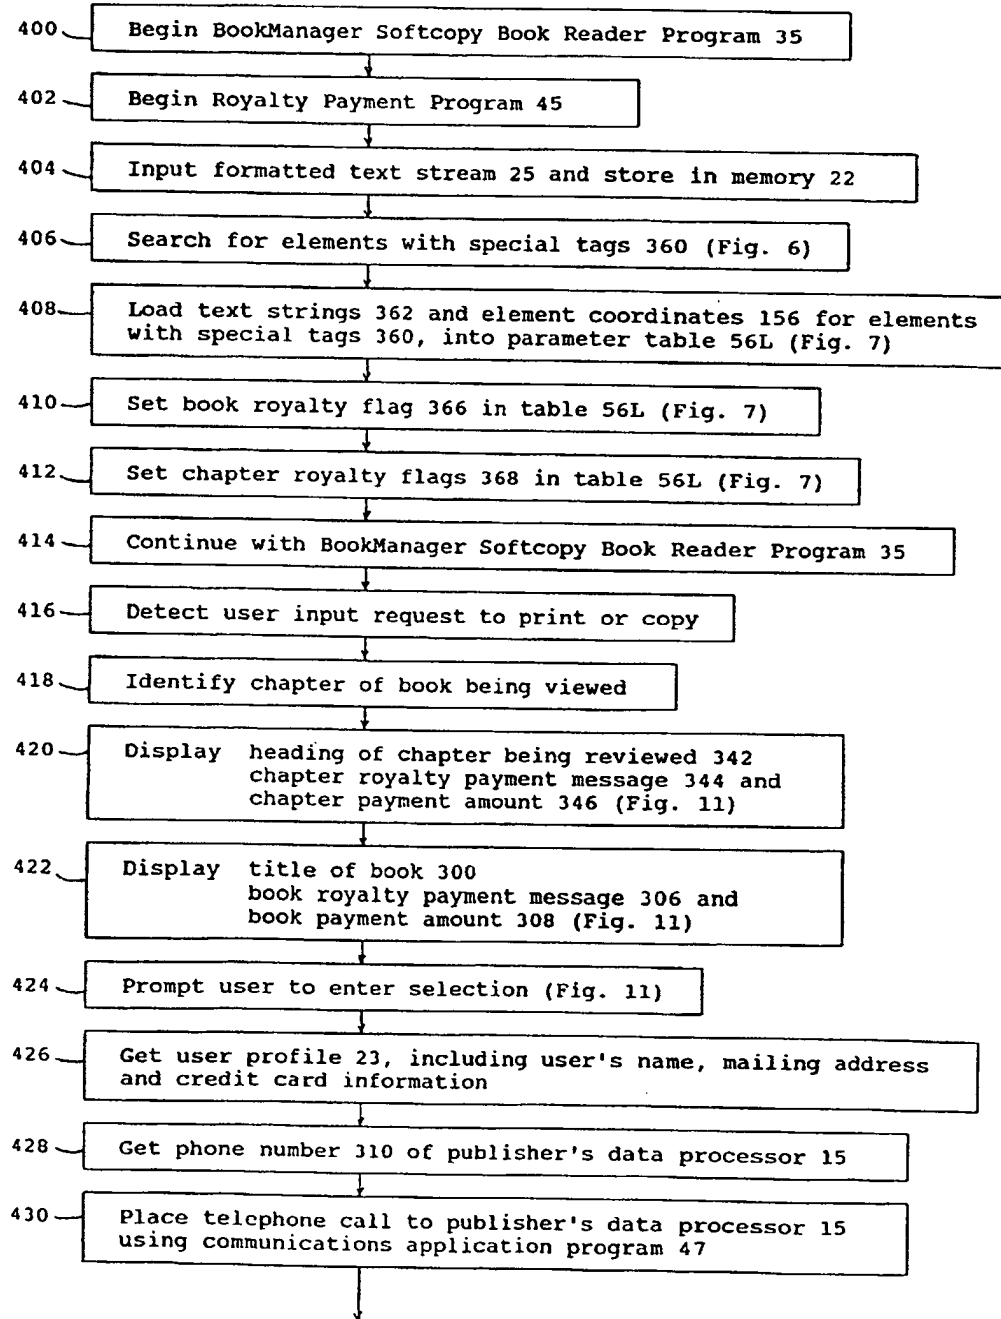 400 Begin BookManager Softcopy Book Reader Program 35
402 Begin Royalty Payment Program 45
404 Input formatted text stream 25 and store in memory 22
406 Search for elements with special tags 360 (Fig. 6)
408 Load text strings 362 and element coordinates 156 for elements
with special tags 360, into parameter table 56L (Fig. 7)
410 Set book royalty flag 366 in table 56L (Fig. 7)
412 Set chapter royalty flags 368 in table 56L (Fig. 7)
414 Continue with BookManager Softcopy Book Reader Program 35
416 Detect user input request to print or copy
418 Identify chapter of book being viewed
420 Display heading of chapter being reviewed 342
chapter royalty payment message 344 and
chapter payment amount 346 (Fig. 11)
422 Display title of book 300
book royalty payment message 306 and
book payment amount 308 (Fig. 11)
424 Prompt user to enter selection (Fig. 11)
426 Get user profile 23, including user's name, mailing address
and credit card information
428 Get phone number 310 of publisher's data processor 15
430 Place telephone call to publisher's data processor 15
using communications application program 47